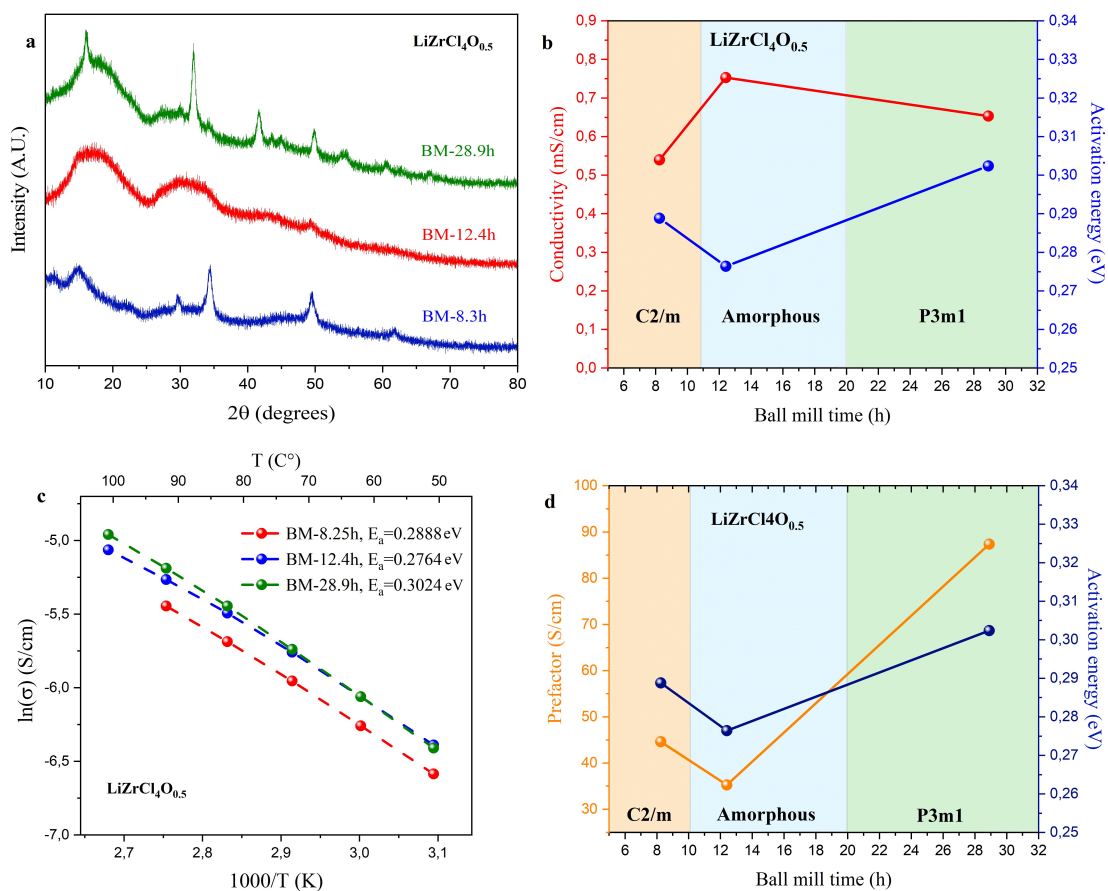 a
LiZrCl₄O₀.₅
BM-28.9h
BM-12.4h
BM-8.3h
Intensity (A.U.)
10 20 30 40 50 60 70 80
2θ (degrees)
b
LiZrCl₄O₀.₅
C2/m
Amorphous
P3m1
Conductivity (mS/cm)
0,9
0,8
0,7
0,6
0,5
0,4
0,3
0,2
0,1
0,0
0,34
0,33
0,32
0,31
0,30
0,29
0,28
0,27
0,26
0,25
Activation energy (eV)
6 8 10 12 14 16 18 20 22 24 26 28 30 32
Ball mill time (h)
T (C°)
100 90 80 70 60 50
c
BM-8.25h, Eₐ=0.2888 eV
BM-12.4h, Eₐ=0.2764 eV
BM-28.9h, Eₐ=0.3024 eV
ln(σ) (S/cm)
-5,0
-5,5
-6,0
-6,5
-7,0
LiZrCl₄O₀.₅
2,7 2,8 2,9 3,0 3,1
1000/T (K)
d
LiZrCl4O₀.₅
C2/m
Amorphous
P3m1
Prefactor (S/cm)
100
90
80
70
60
50
40
30
0,34
0,33
0,32
0,31
0,30
0,29
0,28
0,27
0,26
0,25
Activation energy (eV)
6 8 10 12 14 16 18 20 22 24 26 28 30 32
Ball mill time (h)